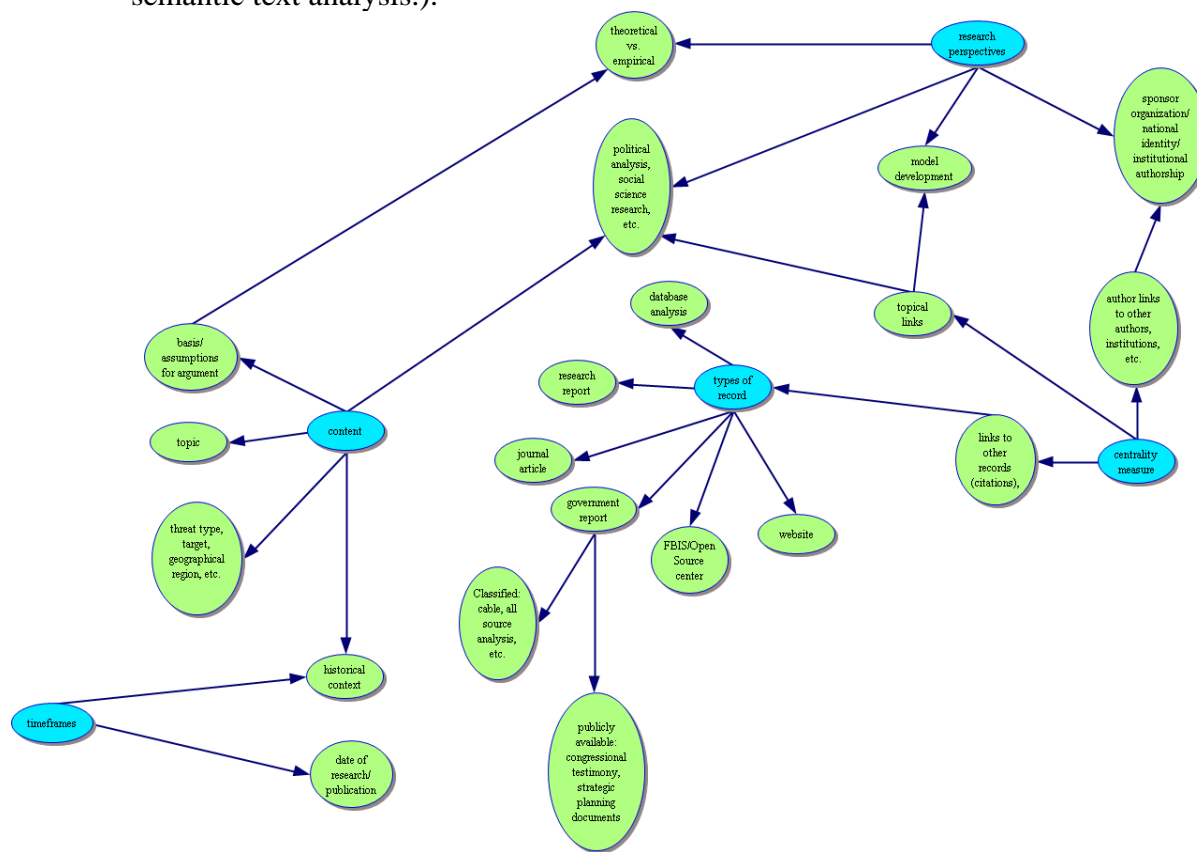 semantic text analysis.).
theoretical
vs.
empirical
research
perspectives
sponsor
organization/
national
identity/
institutional
authorship
political
analysis,
social
science
research,
etc.
model
development
database
analysis
topical
links
author links
to other
authors,
institutions,
etc.
basis/
assumptions
for argument
research
report
types of
record
topic
content
journal
article
links to
other
records
(citations),
centrality
measure
government
report
website
threat type,
target,
geographical
region, etc.
FBIS/Open
Source
center
Classified:
cable, all
source
analysis,
etc.
historical
context
timeframes
publicly
available:
congressional
testimony,
strategic
planning
documents
date of
research/
publication